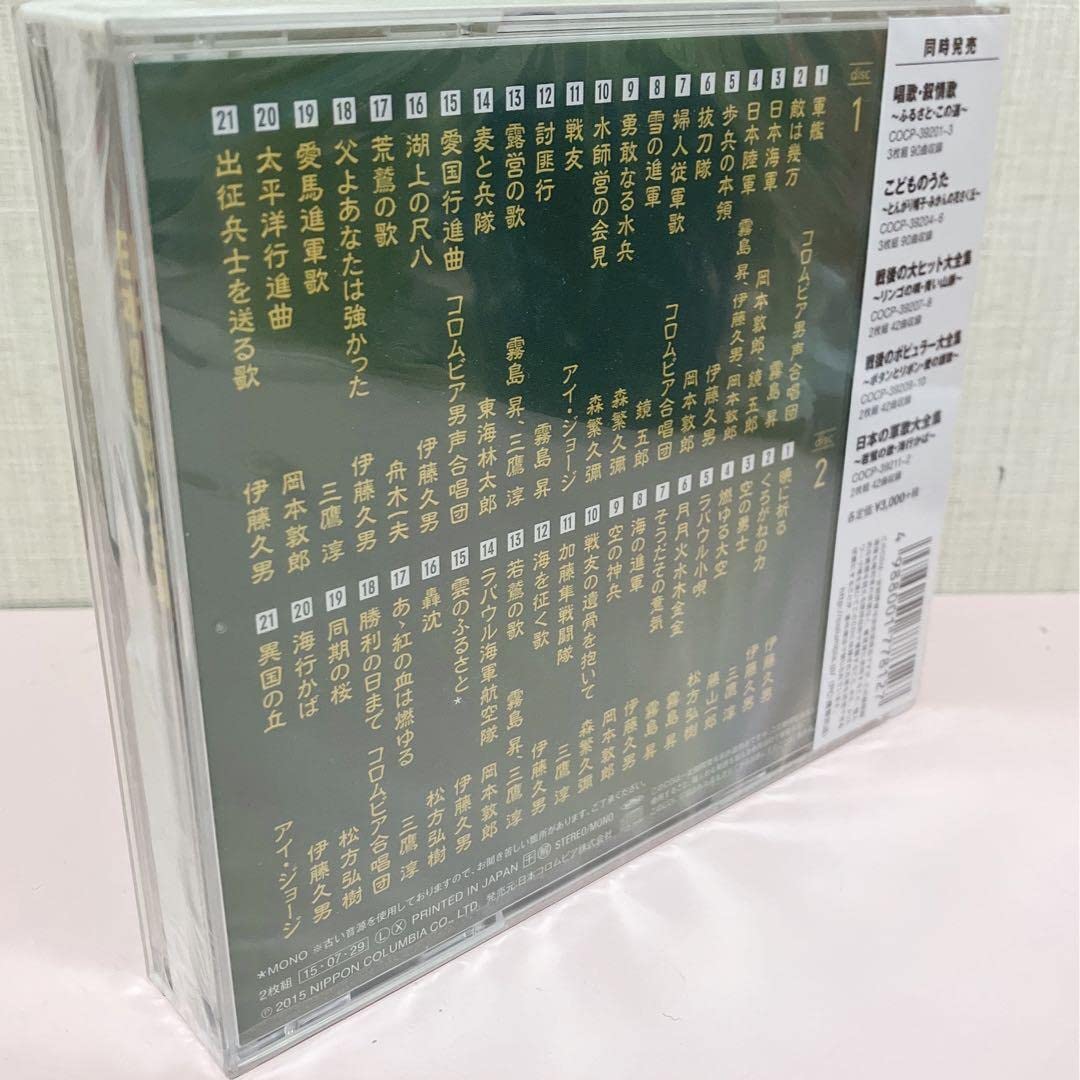 同時発売
唱歌・叙情歌
～ふるさと・この道～
COCP-39201-3
3枚組 90曲収録
こどものうた
～とんがり帽子・みかんの花さく丘～
COCP-39204-6
3枚組 90曲収録
戦後の大ヒット大全集
～リンゴの唄・青い山脈～
COCP-39207-8
2枚組 42曲収録
戦後のポピュラー大全集
COCP-39209-10
2枚組 42曲収録
日本の軍歌大全集
COCP-39211-2
2枚組 42曲収録
各定価:¥3,000+税
disc 1
1 軍艦 コロムビア男声合唱団
2 敵は幾万 霧島 昇
3 日本海軍 岡本敦郎、鏡 五郎
4 日本陸軍 霧島 昇、伊藤久男、岡本敦郎
5 歩兵の本領 伊藤久男
6 抜刀隊 岡本敦郎
7 婦人従軍歌 コロムビア合唱団
8 雪の進軍 鏡 五郎
9 勇敢なる水兵 森繁久彌
10 水師営の会見 森繁久彌
11 戦友 アイ・ジョージ
12 討匪行 霧島 昇
13 露営の歌 霧島 昇、三鷹 淳
14 麦と兵隊 東海林太郎
15 愛国行進曲 コロムビア男声合唱団
16 湖上の尺八 伊藤久男
17 荒鷲の歌 舟木一夫
18 父よあなたは強かった 伊藤久男
19 愛馬進軍歌 三鷹 淳
20 太平洋行進曲 岡本敦郎
21 出征兵士を送る歌 伊藤久男
disc 2
1 暁に祈る 伊藤久男
2 くろがねの力 伊藤久男
3 空の勇士 三鷹 淳
4 燃ゆる大空 藤山一郎
5 ラバウル小唄 松方弘樹
6 月月火水木金金 霧島 昇
7 そうだその意気 霧島 昇
8 海の進軍 伊藤久男
9 空の神兵 岡本敦郎
10 戦友の遺骨を抱いて 森繁久彌
11 加藤隼戦闘隊 三鷹 淳
12 海を征く歌 伊藤久男
13 若鷲の歌 霧島 昇、三鷹 淳
14 ラバウル海軍航空隊 岡本敦郎
15 雲のふるさと* 伊藤久男
16 轟沈 松方弘樹
17 あゝ紅の血は燃ゆる 三鷹 淳
18 勝利の日まで コロムビア合唱団
19 同期の桜 松方弘樹
20 海行かば 伊藤久男
21 異国の丘 アイ・ジョージ
*MONO ※古い音源を使用しておりますので、お聞き苦しい箇所があります。ご了承ください。
2枚組 15・07・29 Ⓛ Ⓧ PRINTED IN JAPAN STEREO/MONO
Ⓟ2015 NIPPON COLUMBIA CO., LTD. 発売元:日本コロムビア株式会社